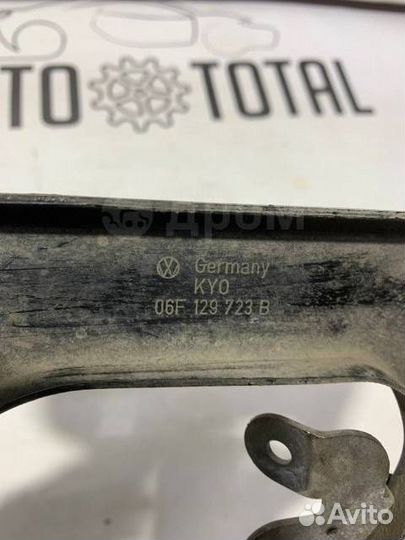 TO TOTAL
дром
Germany
KYO
06F 129 723 B
Avito